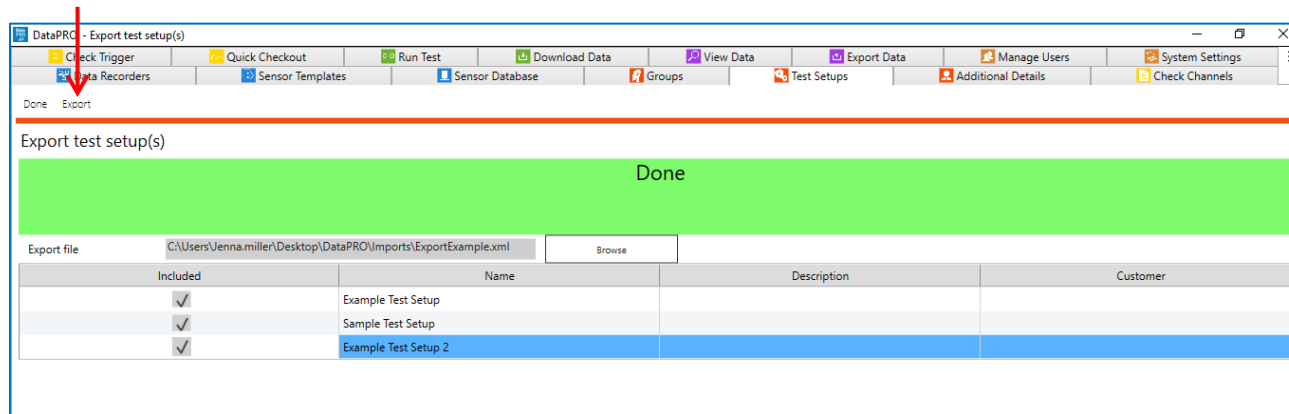 DataPRO - Export test setup(s)
Check Trigger Quick Checkout Run Test Download Data View Data Export Data Manage Users System Settings
Data Recorders Sensor Templates Sensor Database Groups Test Setups Additional Details Check Channels
Done Export
Export test setup(s)
Done
Export file C:\Users\Jenna.miller\Desktop\DataPRO\Imports\ExportExample.xml Browse
Included Name Description Customer
Example Test Setup
Sample Test Setup
Example Test Setup 2